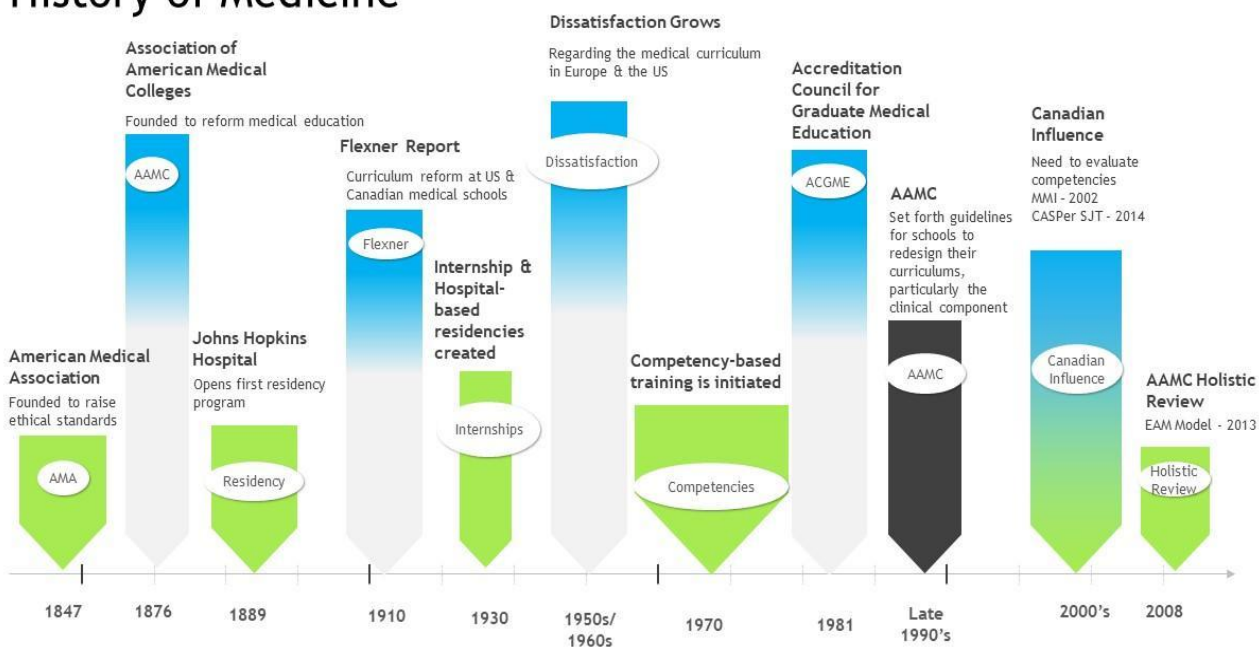 History of Medicine
American Medical
Association
Founded to raise
ethical standards
AMA
1847
Association of
American Medical
Colleges
Founded to reform medical education
AAMC
1876
Johns Hopkins
Hospital
Opens first residency
program
Residency
1889
Flexner Report
Curriculum reform at US &
Canadian medical schools
Flexner
1910
Internship &
Hospital-
based
residencies
created
Internships
1930
Dissatisfaction Grows
Regarding the medical curriculum
in Europe & the US
Dissatisfaction
1950s/
1960s
Competency-based
training is initiated
Competencies
1970
Accreditation
Council for
Graduate Medical
Education
ACGME
1981
AAMC
Set forth guidelines
for schools to
redesign their
curriculums,
particularly the
clinical component
AAMC
Late
1990's
Canadian
Influence
Need to evaluate
competencies
MMI - 2002
CASPer SJT - 2014
Canadian
Influence
2000's
AAMC Holistic
Review
EAM Model - 2013
Holistic
Review
2008